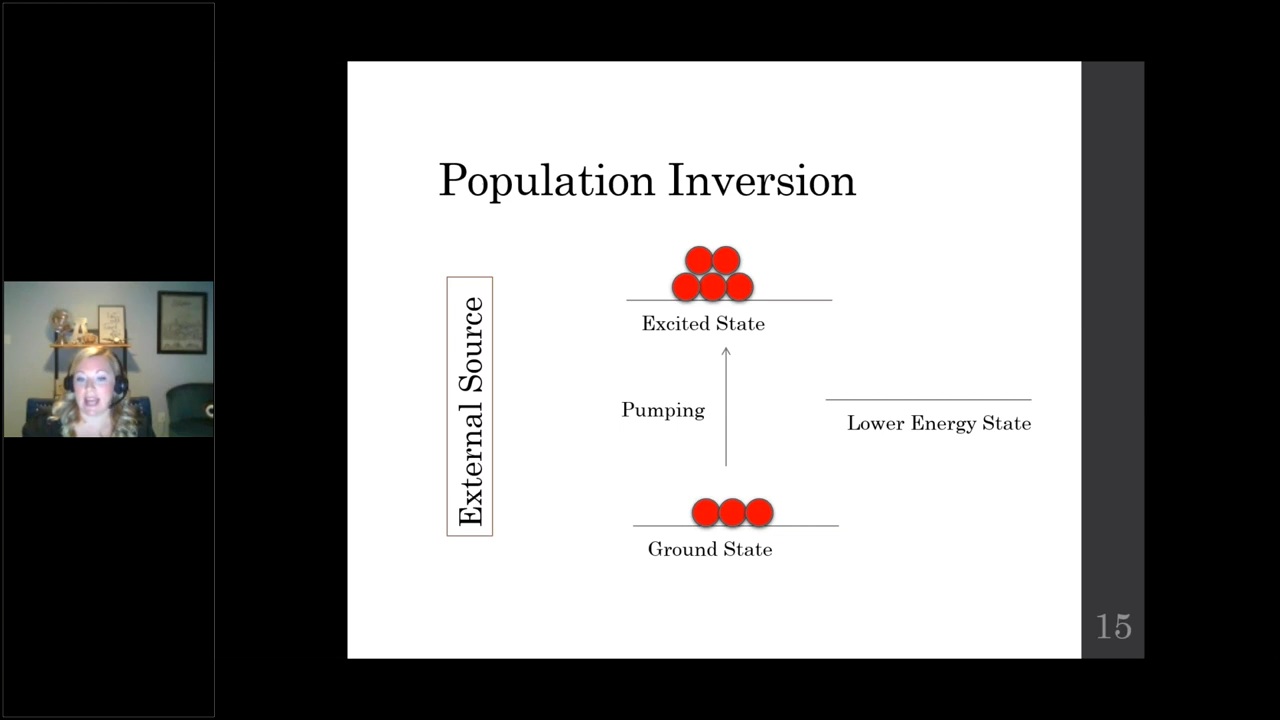 Population Inversion
External Source
Excited State
Pumping
Lower Energy State
Ground State
15